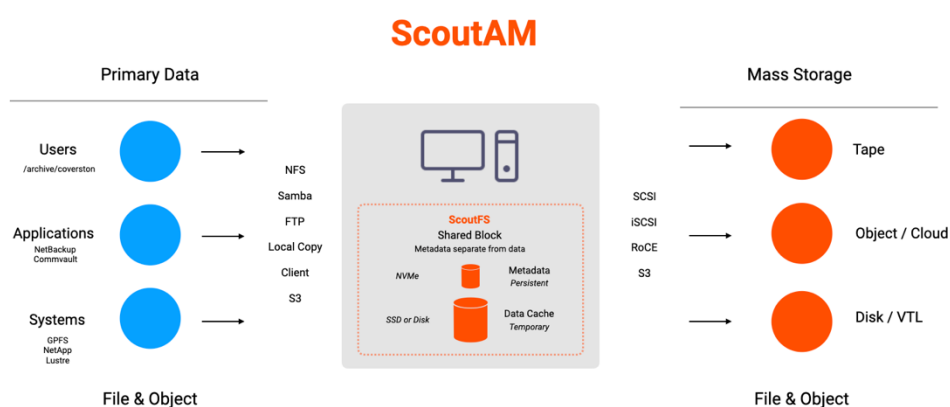 ScoutAM
Primary Data
Mass Storage
Users
/archive/coverston
Applications
NetBackup
Commvault
Systems
GPFS
NetApp
Lustre
File & Object
NFS
Samba
FTP
Local Copy
Client
S3
ScoutFS
Shared Block
Metadata separate from data
NVMe
Metadata
Persistent
SSD or Disk
Data Cache
Temporary
SCSI
iSCSI
RoCE
S3
Tape
Object / Cloud
Disk / VTL
File & Object